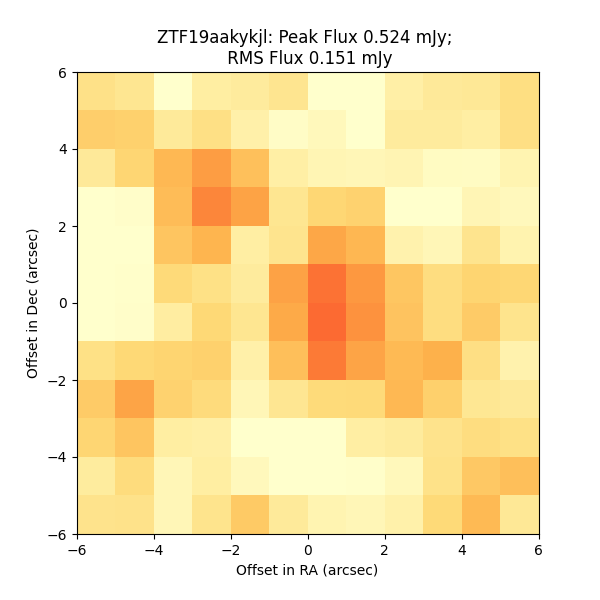 ZTF19aakykjl: Peak Flux 0.524 mJy;
RMS Flux 0.151 mJy
6
4
2
0
−2
−4
−6
Offset in Dec (arcsec)
−6 −4 −2 0 2 4 6
Offset in RA (arcsec)